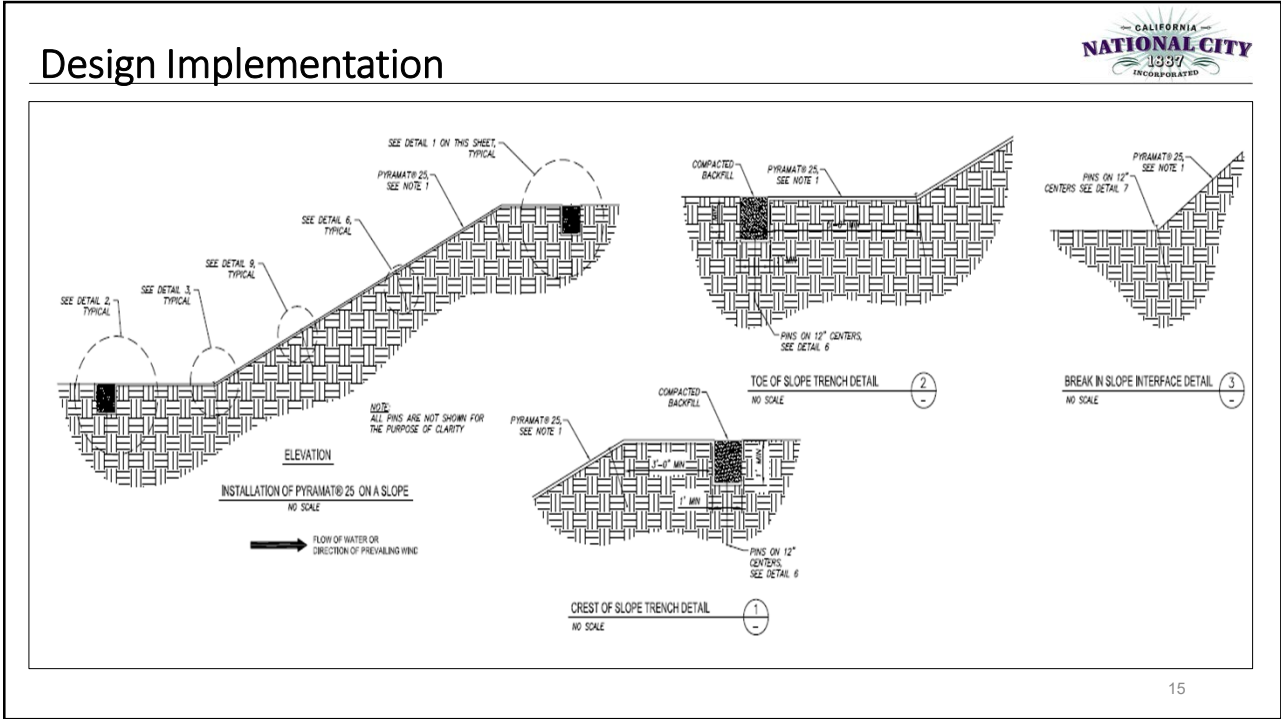 Design Implementation
CALIFORNIA
NATIONAL CITY
1887
INCORPORATED
SEE DETAIL 1 ON THIS SHEET,
TYPICAL
PYRAMAT® 25,
SEE NOTE 1
SEE DETAIL 6,
TYPICAL
SEE DETAIL 9,
TYPICAL
SEE DETAIL 3,
TYPICAL
SEE DETAIL 2,
TYPICAL
NOTE:
ALL PINS ARE NOT SHOWN FOR
THE PURPOSE OF CLARITY
ELEVATION
INSTALLATION OF PYRAMAT® 25 ON A SLOPE
NO SCALE
FLOW OF WATER OR
DIRECTION OF PREVAILING WIND
COMPACTED
BACKFILL
PYRAMAT® 25,
SEE NOTE 1
MIN
MIN
PINS ON 12" CENTERS,
SEE DETAIL 6
TOE OF SLOPE TRENCH DETAIL
2
-
NO SCALE
PYRAMAT® 25,
SEE NOTE 1
PINS ON 12"
CENTERS SEE DETAIL 7
BREAK IN SLOPE INTERFACE DETAIL
3
-
NO SCALE
COMPACTED
BACKFILL
PYRAMAT® 25,
SEE NOTE 1
3'-0" MIN
1' MIN
1' MIN
PINS ON 12"
CENTERS,
SEE DETAIL 6
CREST OF SLOPE TRENCH DETAIL
1
-
NO SCALE
15